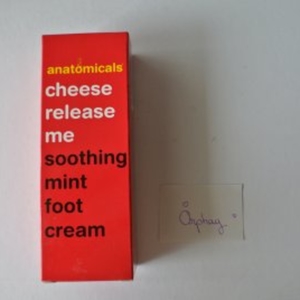 anatomicals
cheese
release
me
soothing
mint
foot
cream